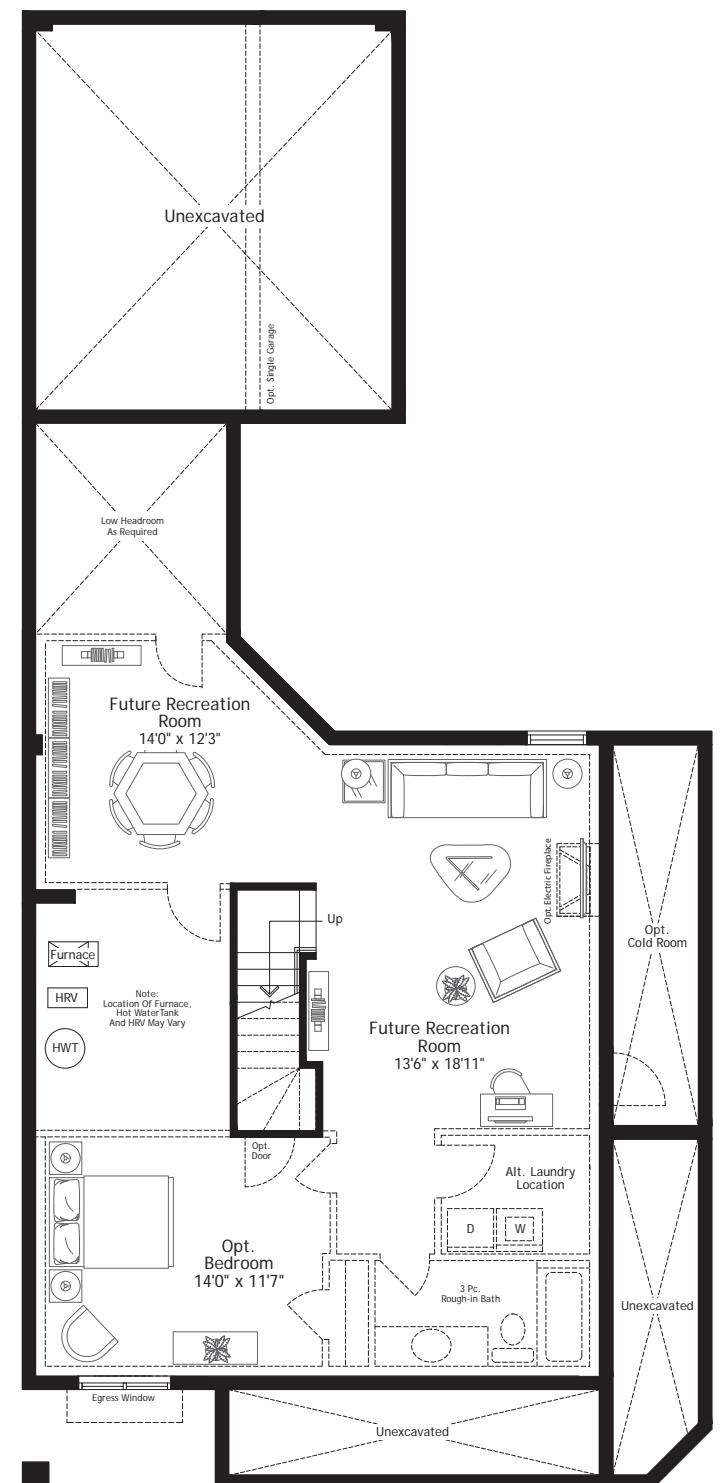 Unexcavated
Opt. Single Garage
Low Headroom
As Required
Future Recreation
Room
14'0" x 12'3"
Opt. Electric Fireplace
Up
Opt.
Cold Room
Furnace
HRV
HWT
Note:
Location Of Furnace,
Hot WaterTank
And HRV May Vary
Future Recreation
Room
13'6" x 18'11"
Opt.
Door
Alt. Laundry
Location
D
W
Opt.
Bedroom
14'0" x 11'7"
3 Pc.
Rough-in Bath
Unexcavated
Egress Window
Unexcavated